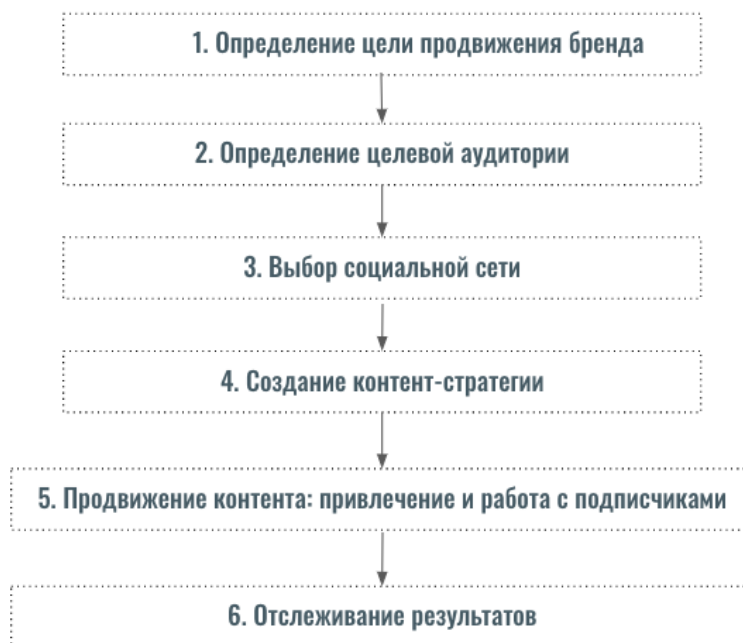 1. Определение цели продвижения бренда
2. Определение целевой аудитории
3. Выбор социальной сети
4. Создание контент-стратегии
5. Продвижение контента: привлечение и работа с подписчиками
6. Отслеживание результатов